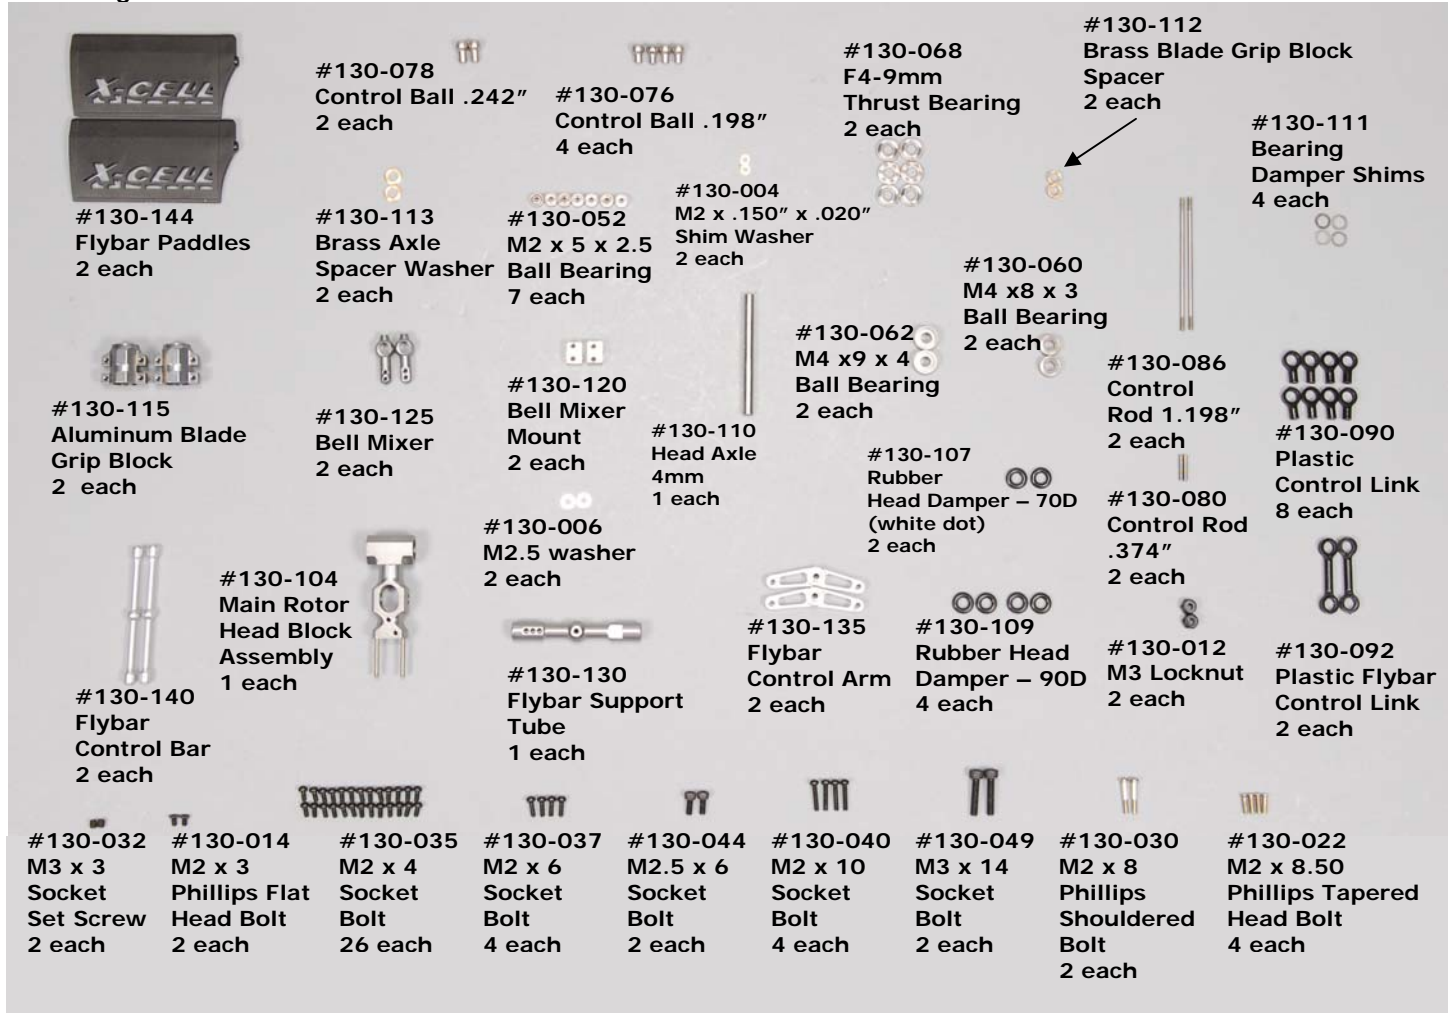 X-CELL
X-CELL
#130-144
Flybar Paddles
2 each
#130-078
Control Ball .242”
2 each
#130-076
Control Ball .198”
4 each
#130-068
F4-9mm
Thrust Bearing
2 each
#130-112
Brass Blade Grip Block
Spacer
2 each
#130-111
Bearing
Damper Shims
4 each
#130-113
Brass Axle
Spacer Washer
2 each
#130-052
M2 x 5 x 2.5
Ball Bearing
7 each
#130-004
M2 x .150” x .020”
Shim Washer
2 each
#130-060
M4 x8 x 3
Ball Bearing
2 each
#130-062
M4 x9 x 4
Ball Bearing
2 each
#130-086
Control
Rod 1.198”
2 each
#130-090
Plastic
Control Link
8 each
#130-115
Aluminum Blade
Grip Block
2 each
#130-125
Bell Mixer
2 each
#130-120
Bell Mixer
Mount
2 each
#130-110
Head Axle
4mm
1 each
#130-107
Rubber
Head Damper – 70D
(white dot)
2 each
#130-080
Control Rod
.374”
2 each
#130-006
M2.5 washer
2 each
#130-104
Main Rotor
Head Block
Assembly
1 each
#130-140
Flybar
Control Bar
2 each
#130-130
Flybar Support
Tube
1 each
#130-135
Flybar
Control Arm
2 each
#130-109
Rubber Head
Damper – 90D
4 each
#130-012
M3 Locknut
2 each
#130-092
Plastic Flybar
Control Link
2 each
#130-032
M3 x 3
Socket
Set Screw
2 each
#130-014
M2 x 3
Phillips Flat
Head Bolt
2 each
#130-035
M2 x 4
Socket
Bolt
26 each
#130-037
M2 x 6
Socket
Bolt
4 each
#130-044
M2.5 x 6
Socket
Bolt
2 each
#130-040
M2 x 10
Socket
Bolt
4 each
#130-049
M3 x 14
Socket
Bolt
2 each
#130-030
M2 x 8
Phillips
Shouldered
Bolt
2 each
#130-022
M2 x 8.50
Phillips Tapered
Head Bolt
4 each